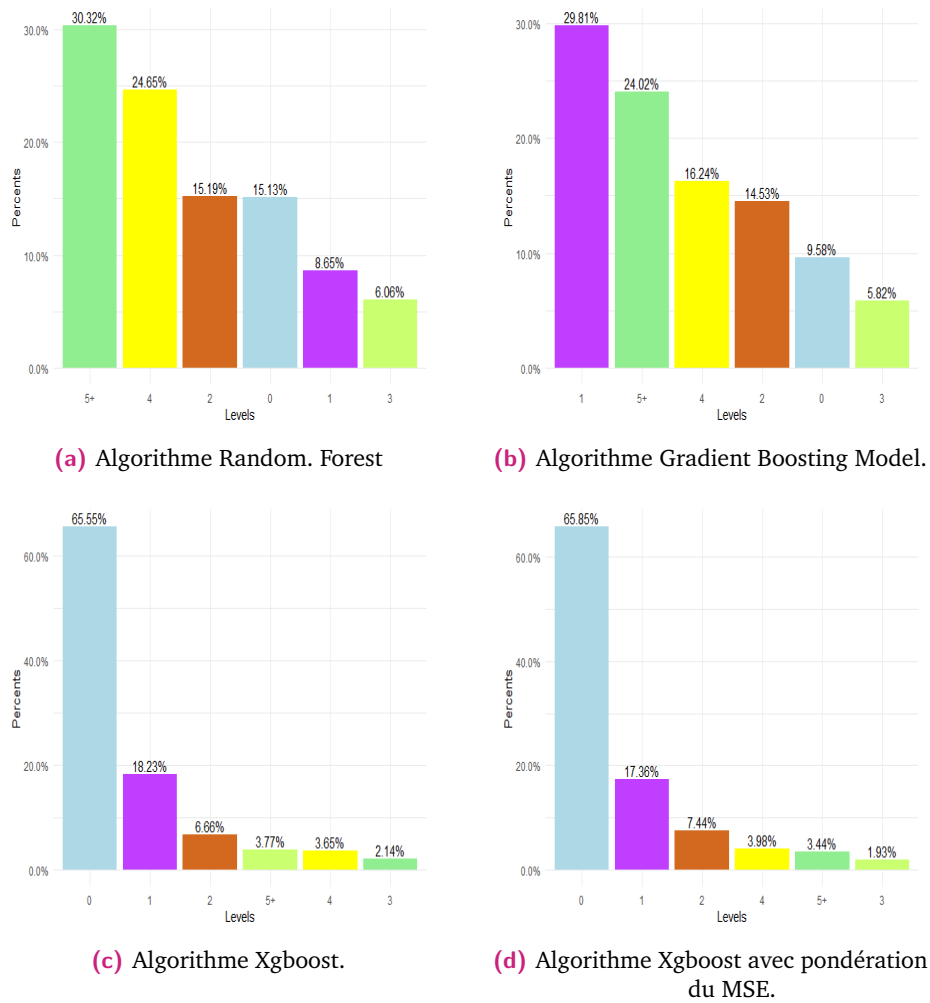 30.32%
30.0%
24.65%
20.0%
15.19%
15.13%
10.0%
8.65%
6.06%
0.0%
Percents
5+ 4 2 0 1 3
Levels
(a) Algorithme Random. Forest
29.81%
30.0%
24.02%
20.0%
16.24%
14.53%
10.0%
9.58%
5.82%
0.0%
Percents
1 5+ 4 2 0 3
Levels
(b) Algorithme Gradient Boosting Model.
65.55%
60.0%
40.0%
20.0%
18.23%
6.66%
3.77%
3.65%
2.14%
0.0%
Percents
0 1 2 5+ 4 3
Levels
(c) Algorithme Xgboost.
65.85%
60.0%
40.0%
20.0%
17.36%
7.44%
3.98%
3.44%
1.93%
0.0%
Percents
0 1 2 4 5+ 3
Levels
(d) Algorithme Xgboost avec pondération
du MSE.